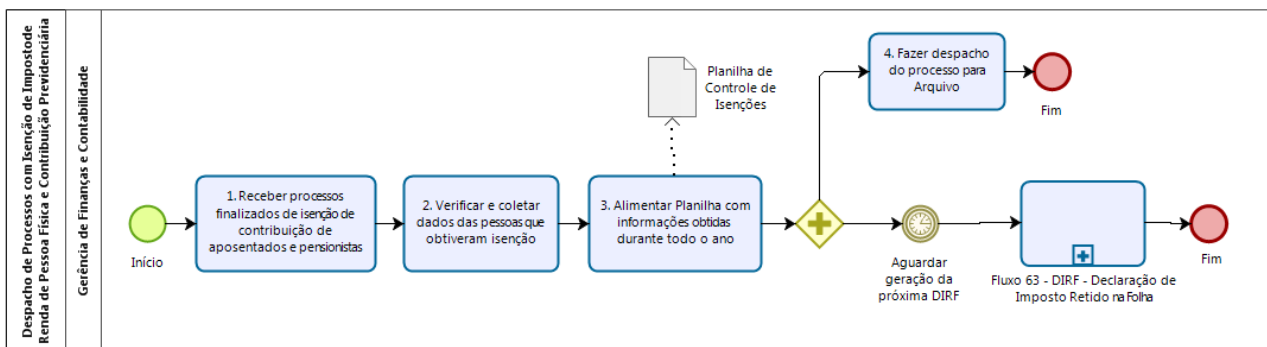 Despacho de Processos com Isenção de Impostode
Renda de Pessoa Física e Contribuição Previdenciária
Gerência de Finanças e Contabilidade
Início
1. Receber processos
finalizados de isenção de
contribuição de
aposentados e pensionistas
2. Verificar e coletar
dados das pessoas que
obtiveram isenção
3. Alimentar Planilha com
informações obtidas
durante todo o ano
Planilha de
Controle de
Isenções
4. Fazer despacho
do processo para
Arquivo
Fim
Aguardar
geração da
próxima DIRF
Fluxo 63 - DIRF - Declaração de
Imposto Retido na Folha
Fim